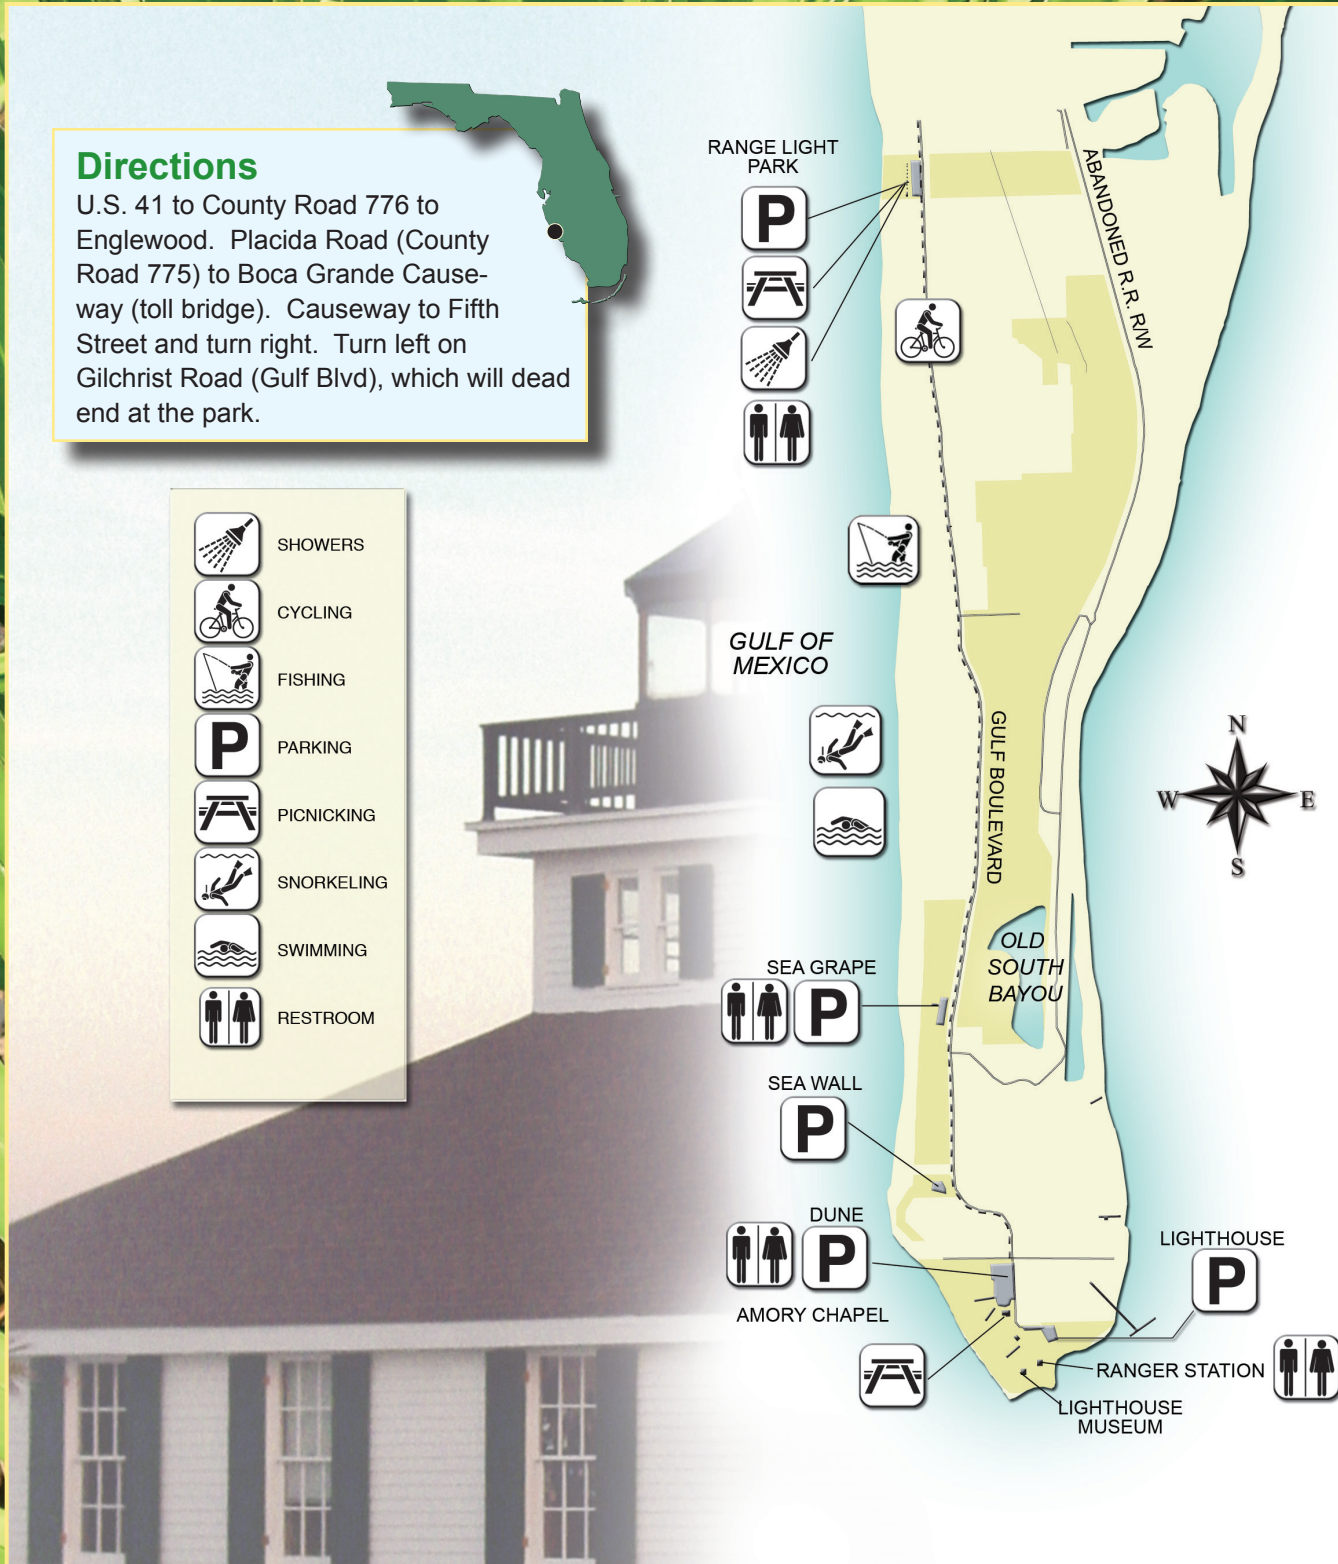 Directions
U.S. 41 to County Road 776 to
Englewood.  Placida Road (County
Road 775) to Boca Grande Cause-
way (toll bridge).  Causeway to Fifth
Street and turn right.  Turn left on
Gilchrist Road (Gulf Blvd), which will dead
end at the park.
SHOWERS
CYCLING
FISHING
P PARKING
PICNICKING
SNORKELING
SWIMMING
RESTROOM
RANGE LIGHT
PARK
P
ABANDONED R.R. R/W
GULF OF
MEXICO
GULF BOULEVARD
N
W E
S
OLD
SOUTH
BAYOU
SEA GRAPE
P
SEA WALL
P
DUNE
P
AMORY CHAPEL
LIGHTHOUSE
P
RANGER STATION
LIGHTHOUSE
MUSEUM